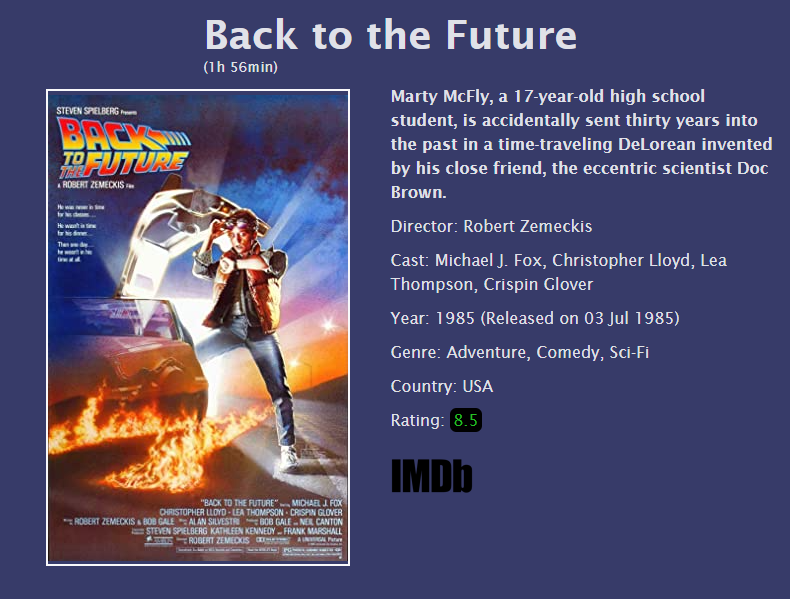 Back to the Future
(1h 56min)
STEVEN SPIELBERG Presents
BACK
TO THE FUTURE
A ROBERT ZEMECKIS Film
He was never in time
for his classes...
He wasn't in time
for his dinner...
Then one day...
he wasn't in his
time at all.
"BACK TO THE FUTURE" Starring MICHAEL J. FOX
CHRISTOPHER LLOYD · LEA THOMPSON · CRISPIN GLOVER
ROBERT ZEMECKIS & BOB GALE ALAN SILVESTRI BOB GALE AND NEIL CANTON
STEVEN SPIELBERG KATHLEEN KENNEDY AND FRANK MARSHALL
ROBERT ZEMECKIS A UNIVERSAL Picture
PG
Marty McFly, a 17-year-old high school
student, is accidentally sent thirty years into
the past in a time-traveling DeLorean invented
by his close friend, the eccentric scientist Doc
Brown.
Director: Robert Zemeckis
Cast: Michael J. Fox, Christopher Lloyd, Lea
Thompson, Crispin Glover
Year: 1985 (Released on 03 Jul 1985)
Genre: Adventure, Comedy, Sci-Fi
Country: USA
Rating: 8.5
IMDb